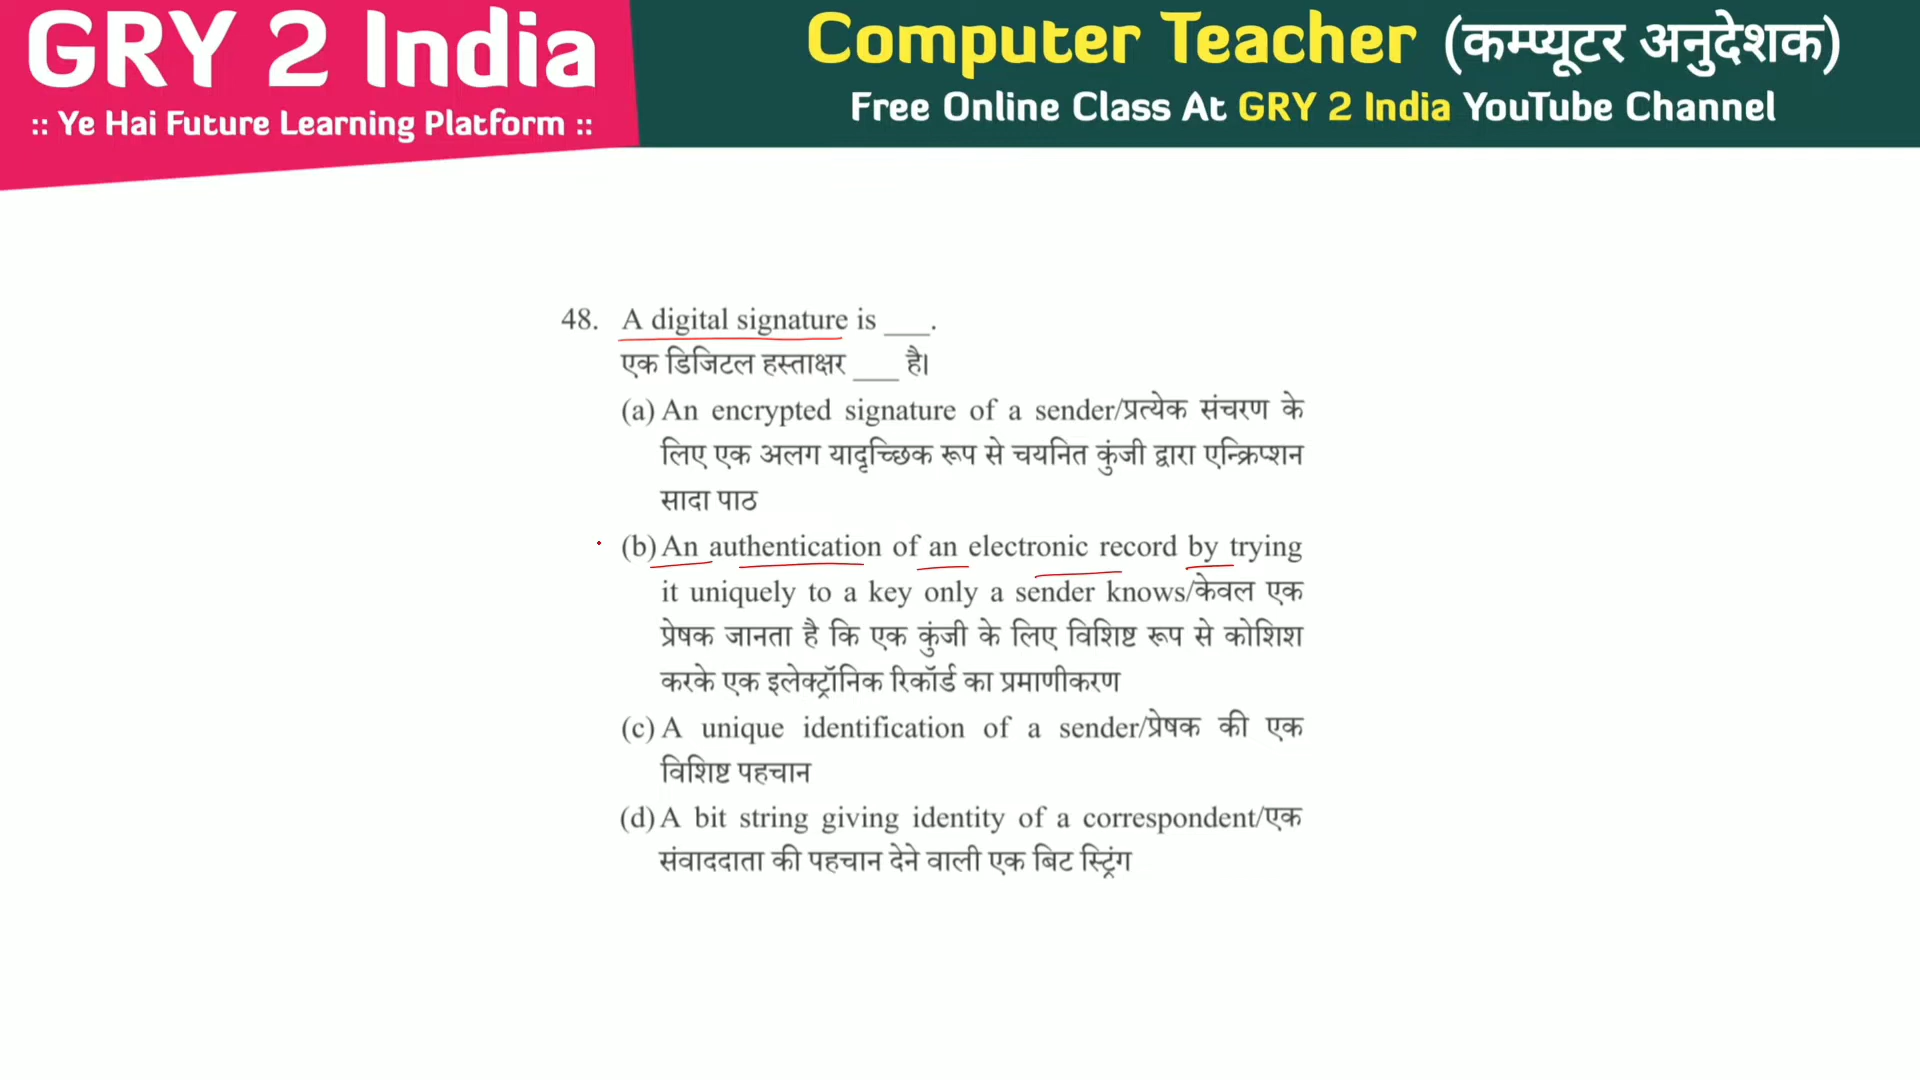 GRY 2 India
:: Ye Hai Future Learning Platform ::
Computer Teacher (कम्प्यूटर अनुदेशक)
Free Online Class At GRY 2 India YouTube Channel
48. A digital signature is ___.
एक डिजिटल हस्ताक्षर ___ है।
(a) An encrypted signature of a sender/प्रत्येक संचरण के
लिए एक अलग यादृच्छिक रूप से चयनित कुंजी द्वारा एन्क्रिप्शन
सादा पाठ
(b) An authentication of an electronic record by trying
it uniquely to a key only a sender knows/केवल एक
प्रेषक जानता है कि एक कुंजी के लिए विशिष्ट रूप से कोशिश
करके एक इलेक्ट्रॉनिक रिकॉर्ड का प्रमाणीकरण
(c) A unique identification of a sender/प्रेषक की एक
विशिष्ट पहचान
(d) A bit string giving identity of a correspondent/एक
संवाददाता की पहचान देने वाली एक बिट स्ट्रिंग